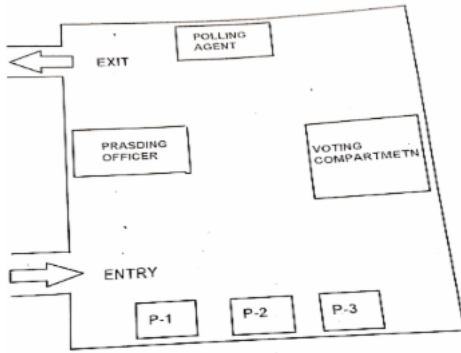 POLLING
AGENT
EXIT
PRASDING
OFFICER
VOTING
COMPARTMETN
ENTRY
P-1
P-2
P-3